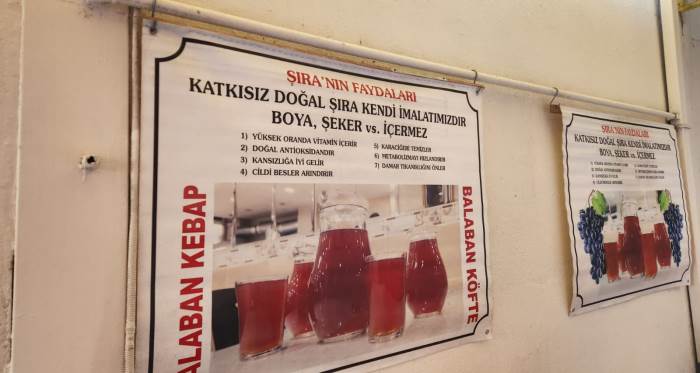 ŞIRA'NIN FAYDALARI
KATKISIZ DOĞAL ŞIRA KENDİ İMALATIMIZDIR
BOYA, ŞEKER vs. İÇERMEZ
1) YÜKSEK ORANDA VİTAMİN İÇERİR
2) DOĞAL ANTİOKSİDANDIR
3) KANSIZLIĞA İYİ GELİR
4) CİLDİ BESLER ARINDIRIR
5) KARACİĞERİ TEMİZLER
6) METABOLİZMAYI HIZLANDIRIR
7) DAMAR TIKANIKLIĞINI ÖNLER
ALABAN KEBAP
BALABAN KÖFTE
ŞIRA'NIN FAYDALARI
KATKISIZ DOĞAL ŞIRA KENDİ İMALATIMIZDIR
BOYA, ŞEKER vs. İÇERMEZ